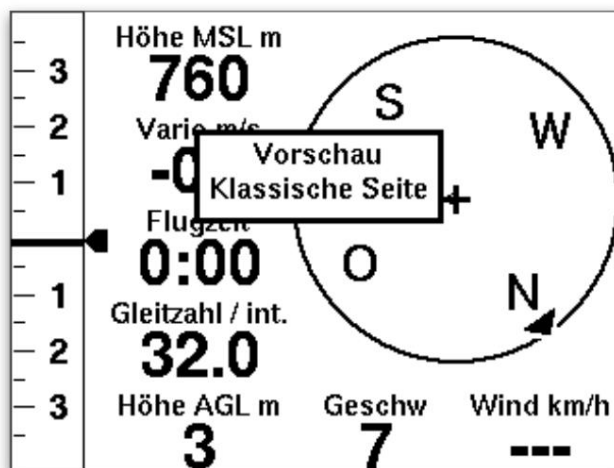 3
2
1
1
2
3
Höhe MSL m
760
Vario m/s
Vorschau
Klassische Seite
Flugzeit
0:00
Gleitzahl / int.
32.0
Höhe AGL m
3
Geschw
7
Wind km/h
---
S
W
O
N